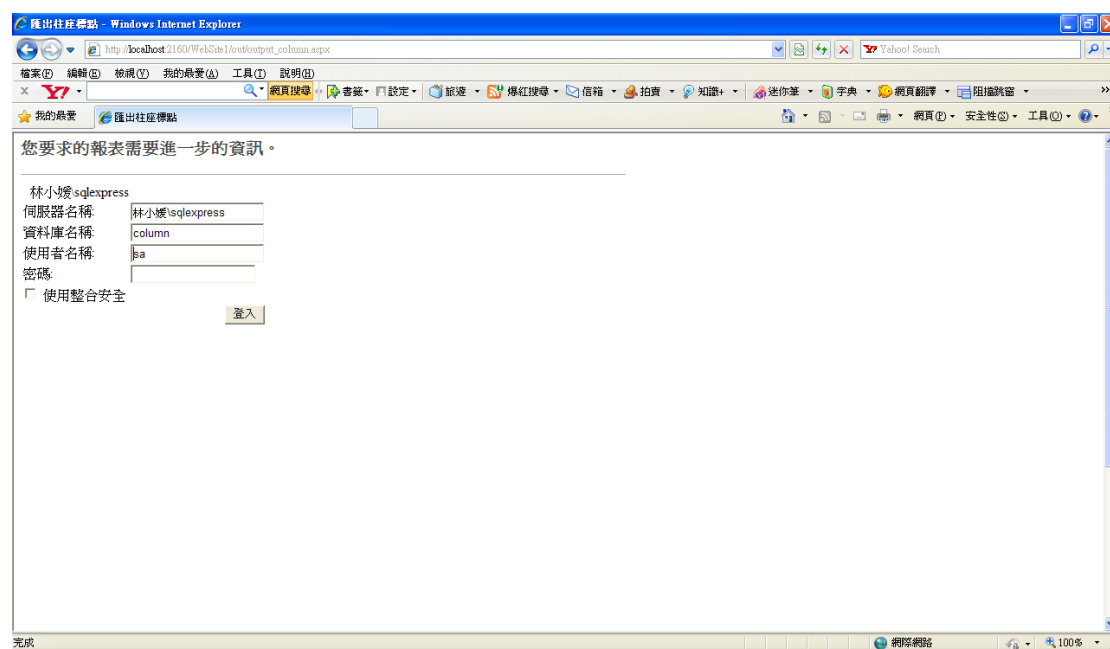 匯出柱座標點 - Windows Internet Explorer
http://localhost:2160/WebSite1/out/output_column.aspx
Yahoo! Search
檔案(F) 編輯(E) 檢視(V) 我的最愛(A) 工具(T) 說明(H)
Y! 網頁搜尋 書籤 設定 旅遊 爆紅搜尋 信箱 拍賣 知識+ 迷你筆 字典 網頁翻譯 阻擋跳窗
我的最愛 匯出柱座標點 網頁(P) 安全性(S) 工具(O)
您要求的報表需要進一步的資訊。
林小媛\sqlexpress
伺服器名稱: 林小媛\sqlexpress
資料庫名稱: column
使用者名稱: sa
密碼:
使用整合安全
登入
完成 網際網路 100%